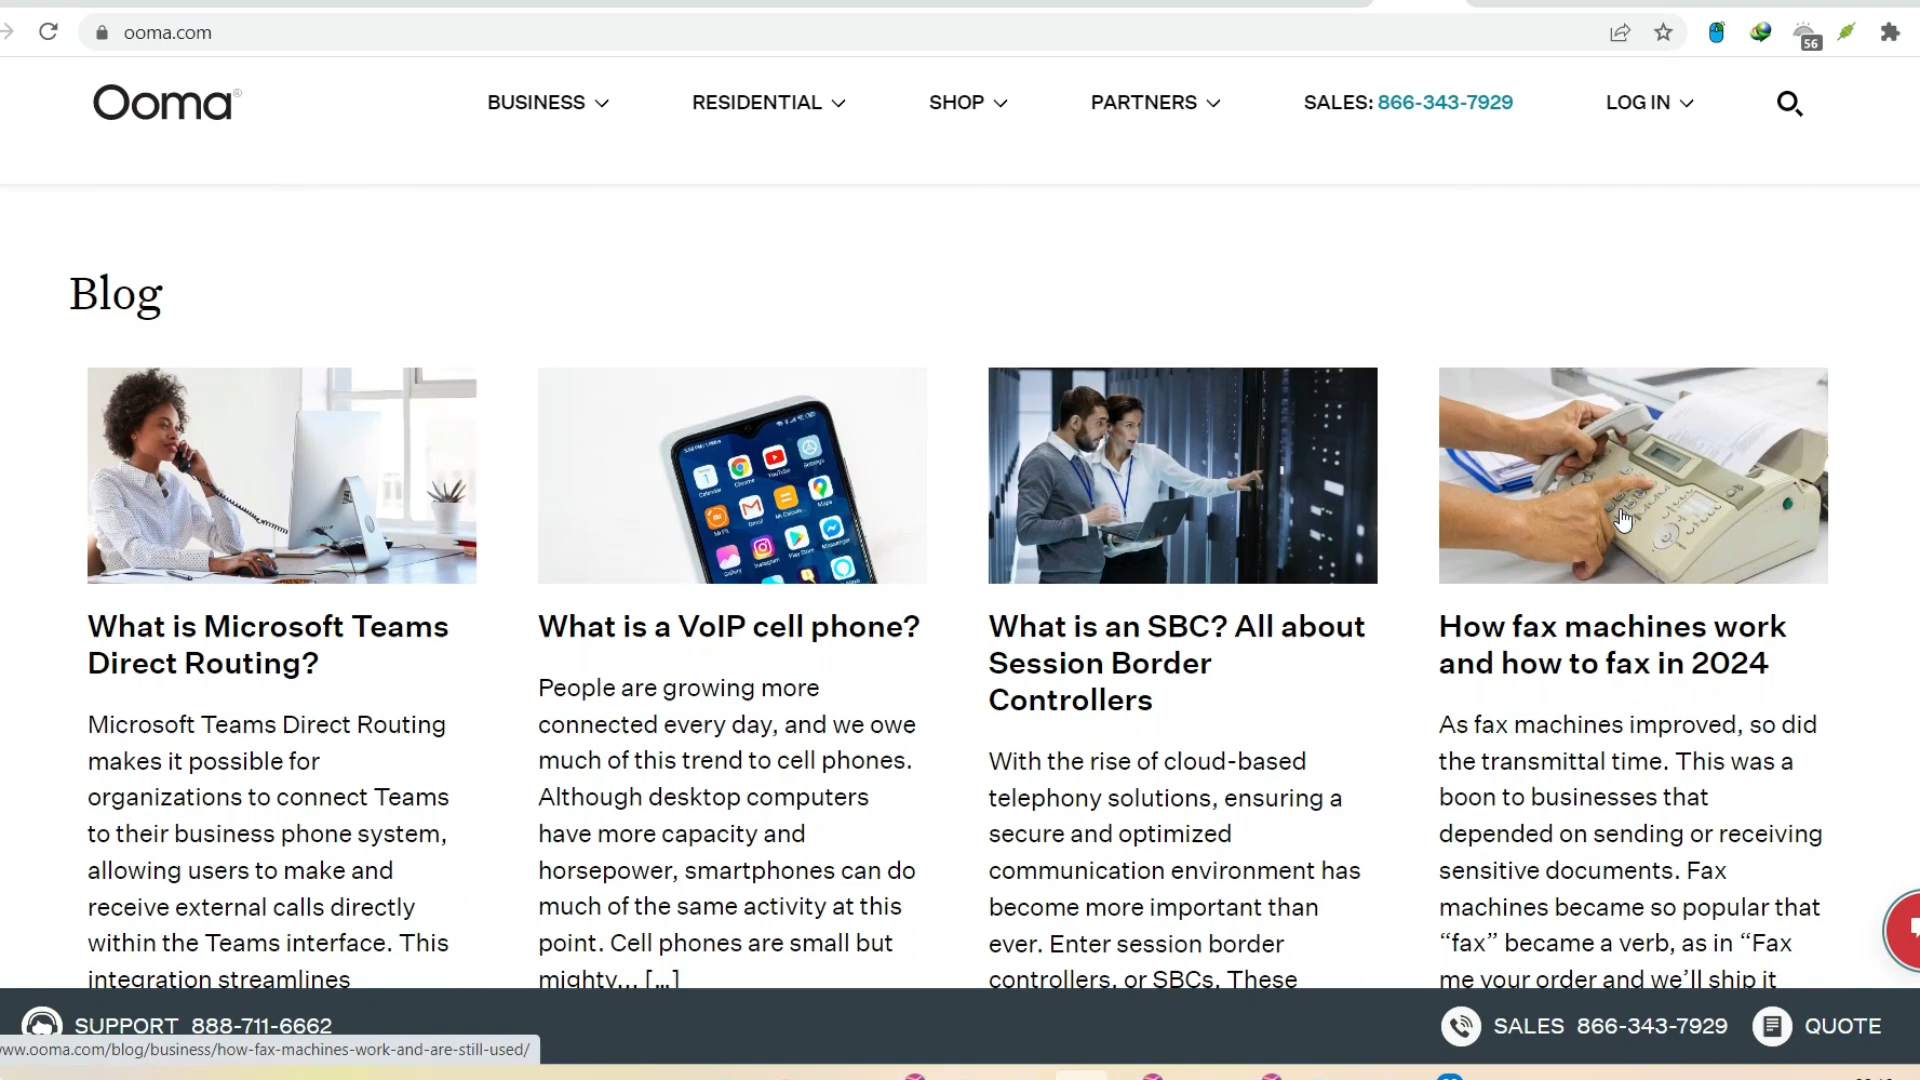 ooma.com
56
Ooma
BUSINESS
RESIDENTIAL
SHOP
PARTNERS
SALES: 866-343-7929
LOG IN
Blog
What is Microsoft Teams
Direct Routing?
Microsoft Teams Direct Routing
makes it possible for
organizations to connect Teams
to their business phone system,
allowing users to make and
receive external calls directly
within the Teams interface. This
integration streamlines
What is a VoIP cell phone?
People are growing more
connected every day, and we owe
much of this trend to cell phones.
Although desktop computers
have more capacity and
horsepower, smartphones can do
much of the same activity at this
point. Cell phones are small but
mighty... [...]
What is an SBC? All about
Session Border
Controllers
With the rise of cloud-based
telephony solutions, ensuring a
secure and optimized
communication environment has
become more important than
ever. Enter session border
controllers, or SBCs. These
How fax machines work
and how to fax in 2024
As fax machines improved, so did
the transmittal time. This was a
boon to businesses that
depended on sending or receiving
sensitive documents. Fax
machines became so popular that
“fax” became a verb, as in “Fax
me your order and we’ll ship it
SUPPORT 888-711-6662
SALES 866-343-7929
QUOTE
www.ooma.com/blog/business/how-fax-machines-work-and-are-still-used/